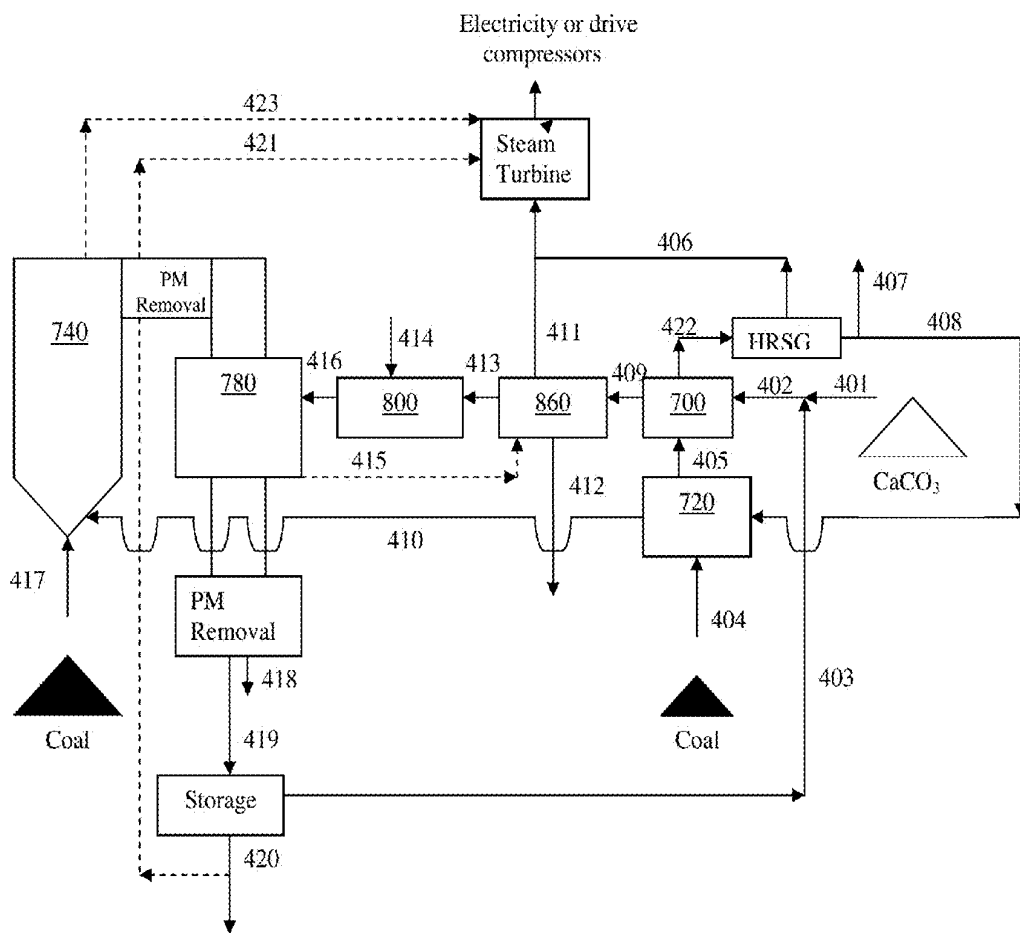 Electricity or drive
compressors
423
421
Steam
Turbine
406
407
PM
Removal
740
408
422
HRSG
411
414
416
413
409
402
401
780
800
860
700
415
405
412
CaCO₃
720
410
417
PM
Removal
404
418
403
Coal
Coal
419
Storage
420